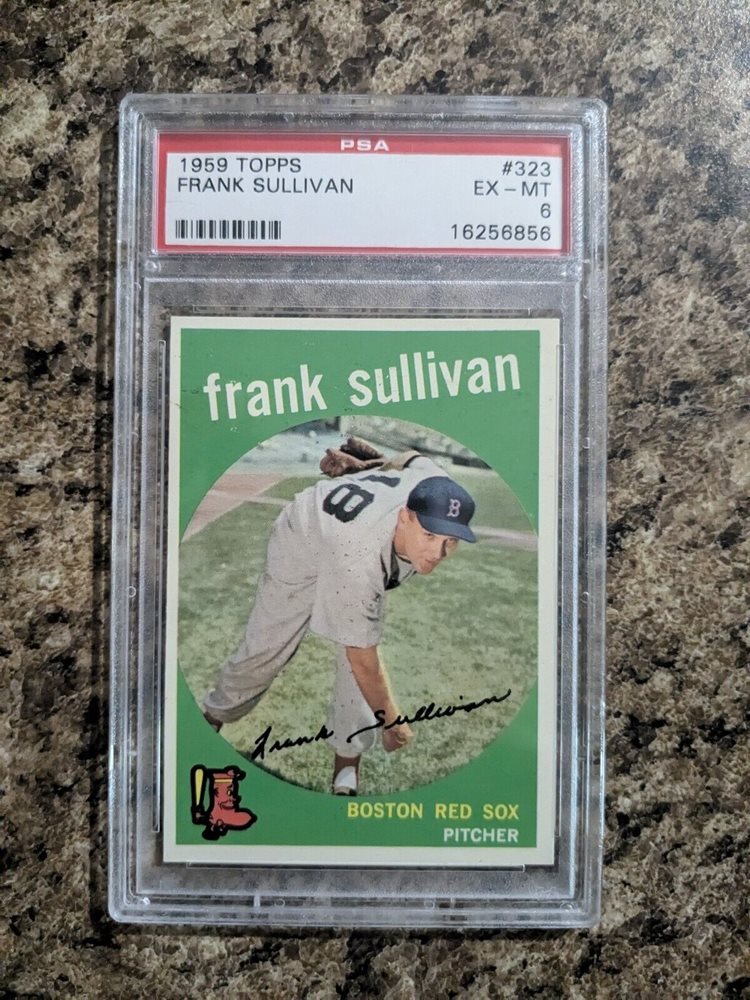 PSA
1959 TOPPS #323
FRANK SULLIVAN EX-MT
6
16256856
frank sullivan
18
B
Frank Sullivan
BOSTON RED SOX
PITCHER